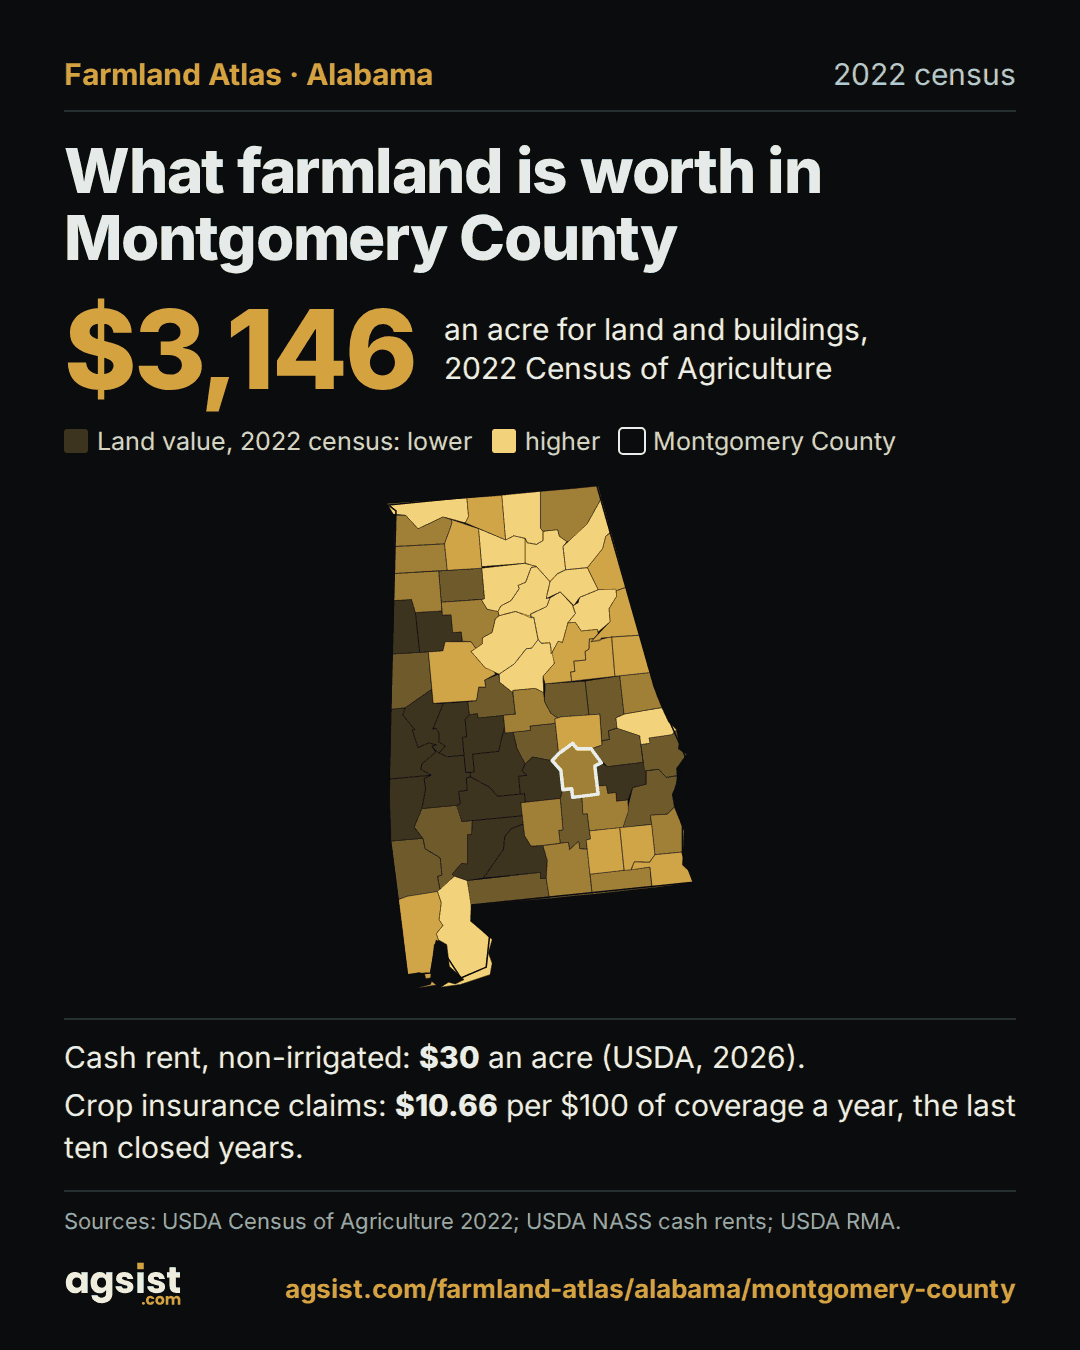 Farmland Atlas · Alabama
2022 census
What farmland is worth in
Montgomery County
$3,146
an acre for land and buildings,
2022 Census of Agriculture
Land value, 2022 census: lower
higher
Montgomery County
Cash rent, non-irrigated: $30 an acre (USDA, 2026).
Crop insurance claims: $10.66 per $100 of coverage a year, the last
ten closed years.
Sources: USDA Census of Agriculture 2022; USDA NASS cash rents; USDA RMA.
agsist
.com
agsist.com/farmland-atlas/alabama/montgomery-county